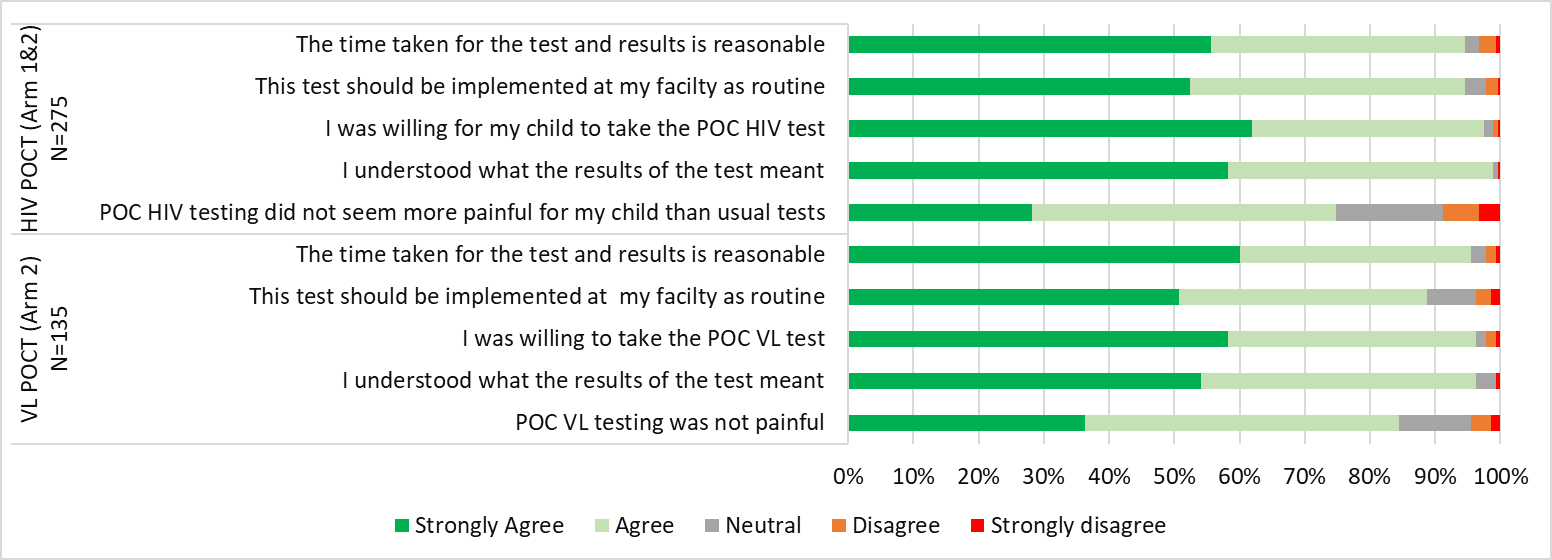 HIV POCT (Arm 1&2)
N=275
The time taken for the test and results is reasonable
This test should be implemented at my facilty as routine
I was willing for my child to take the POC HIV test
I understood what the results of the test meant
POC HIV testing did not seem more painful for my child than usual tests
VL POCT (Arm 2)
N=135
The time taken for the test and results is reasonable
This test should be implemented at  my facilty as routine
I was willing to take the POC VL test
I understood what the results of the test meant
POC VL testing was not painful
0% 10% 20% 30% 40% 50% 60% 70% 80% 90% 100%
Strongly Agree Agree Neutral Disagree Strongly disagree